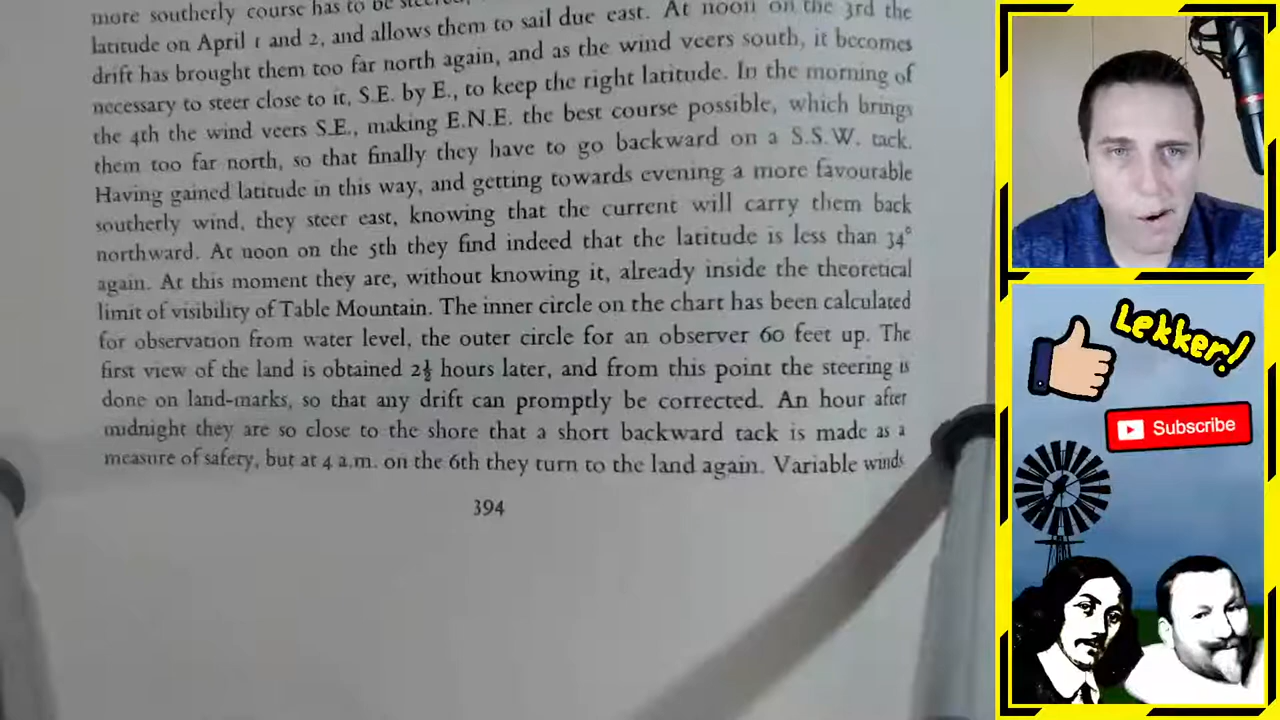 more southerly course has to be
latitude on April 1 and 2, and allows them to sail due east. At noon on the 3rd the
drift has brought them too far north again, and as the wind veers south, it becomes
necessary to steer close to it, S.E. by E., to keep the right latitude. In the morning of
the 4th the wind veers S.E., making E.N.E. the best course possible, which brings
them too far north, so that finally they have to go backward on a S.S.W. tack.
Having gained latitude in this way, and getting towards evening a more favourable
southerly wind, they steer east, knowing that the current will carry them back
northward. At noon on the 5th they find indeed that the latitude is less than 34°
again. At this moment they are, without knowing it, already inside the theoretical
limit of visibility of Table Mountain. The inner circle on the chart has been calculated
for observation from water level, the outer circle for an observer 60 feet up. The
first view of the land is obtained 2½ hours later, and from this point the steering is
done on land-marks, so that any drift can promptly be corrected. An hour after
midnight they are so close to the shore that a short backward tack is made as a
measure of safety, but at 4 a.m. on the 6th they turn to the land again. Variable winds
394
Lekker!
Subscribe